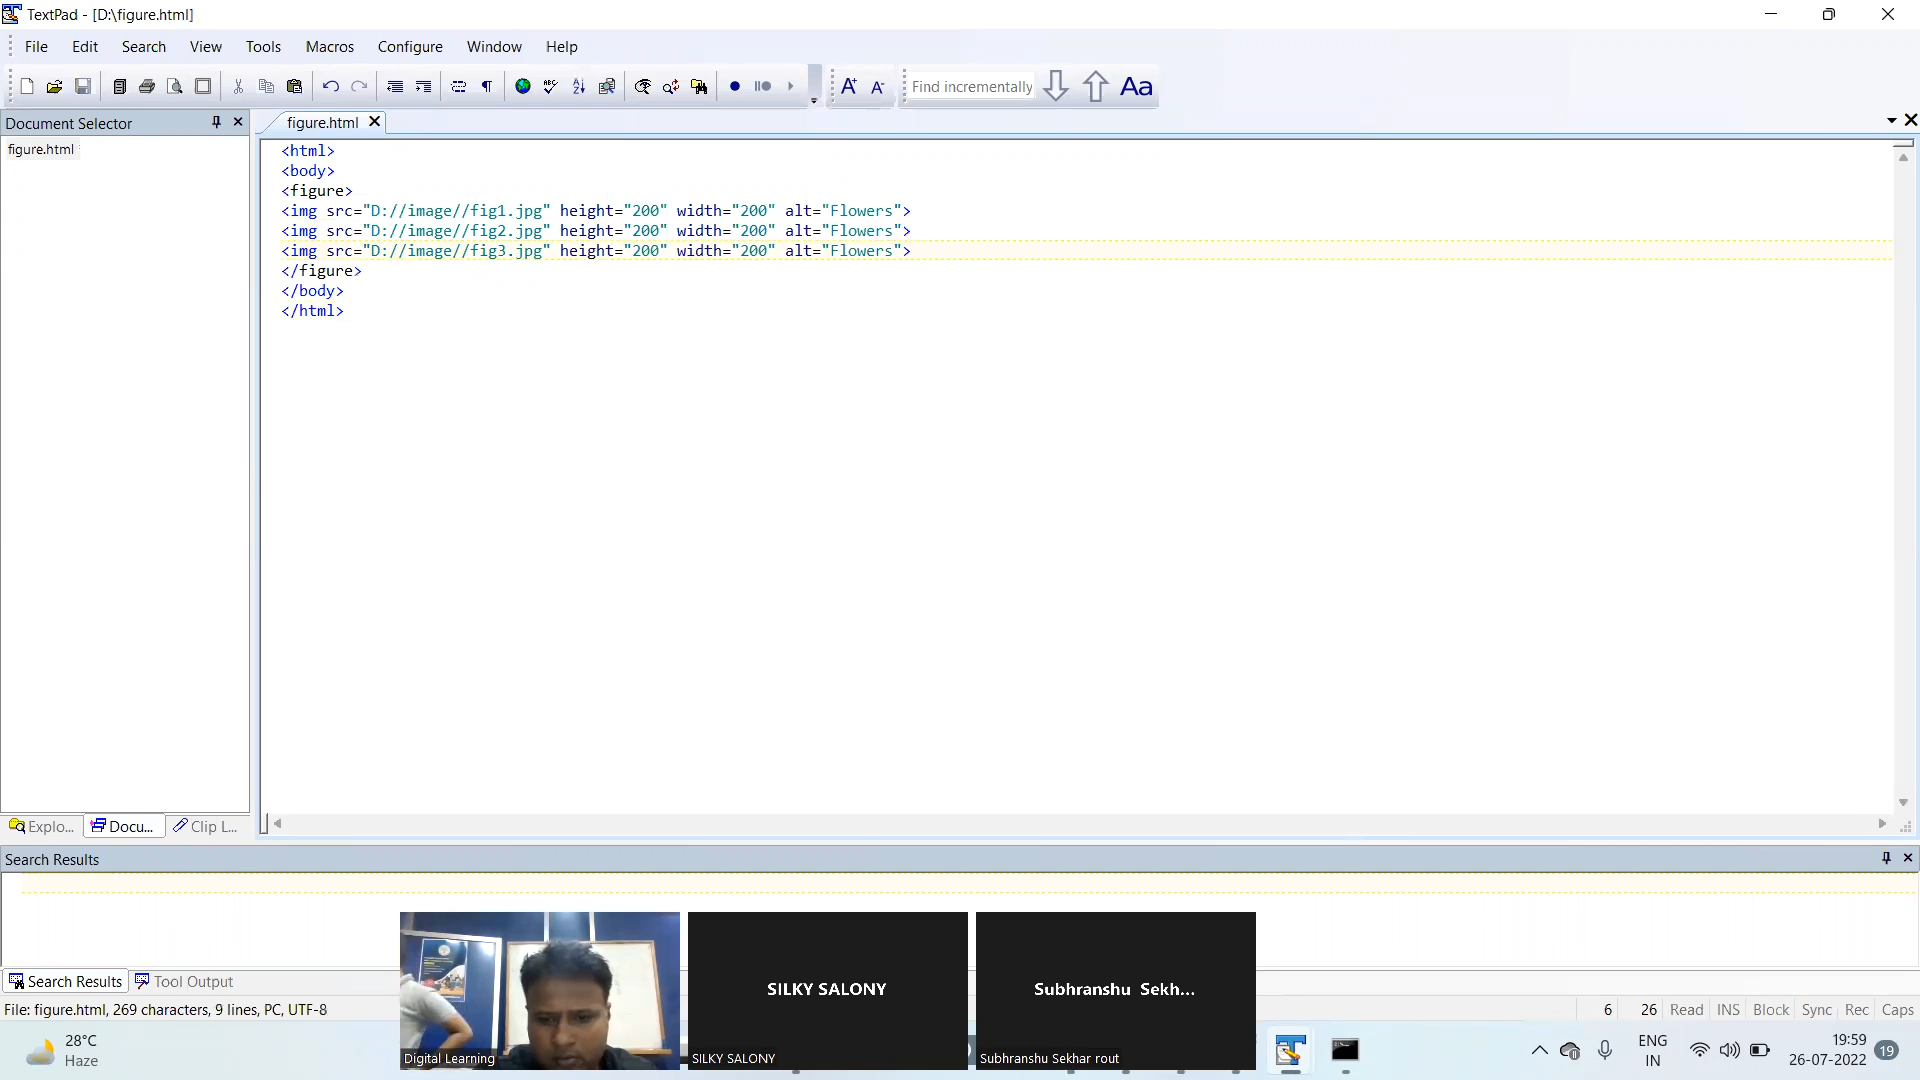 TextPad - [D:\figure.html]
File Edit Search View Tools Macros Configure Window Help
Find incrementally Aa
Document Selector
figure.html
figure.html
<html>
<body>
<figure>
<img src="D://image//fig1.jpg" height="200" width="200" alt="Flowers">
<img src="D://image//fig2.jpg" height="200" width="200" alt="Flowers">
<img src="D://image//fig3.jpg" height="200" width="200" alt="Flowers">
</figure>
</body>
</html>
Explo... Docu... Clip L...
Search Results
Search Results Tool Output
File: figure.html, 269 characters, 9 lines, PC, UTF-8
6 26 Read INS Block Sync Rec Caps
SILKY SALONY
Subhranshu Sekh...
Digital Learning
SILKY SALONY
Subhranshu Sekhar rout
28°C
Haze
ENG
IN
19:59
26-07-2022
19